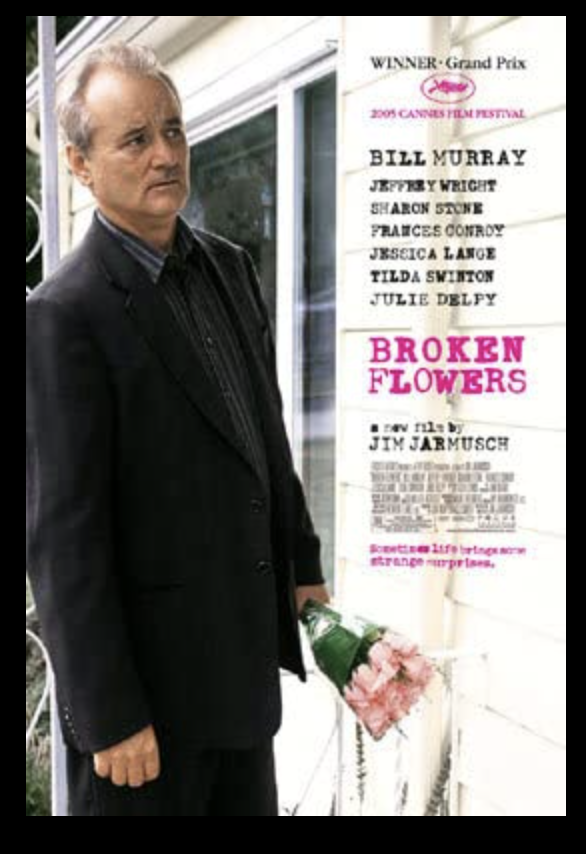 WINNER · Grand Prix
2005 CANNES FILM FESTIVAL
BILL MURRAY
JEFFREY WRIGHT
SHARON STONE
FRANCES CONROY
JESSICA LANGE
TILDA SWINTON
JULIE DELPY
BROKEN
FLOWERS
a new film by
JIM JARMUSCH
Sometimes life brings some
strange surprises.